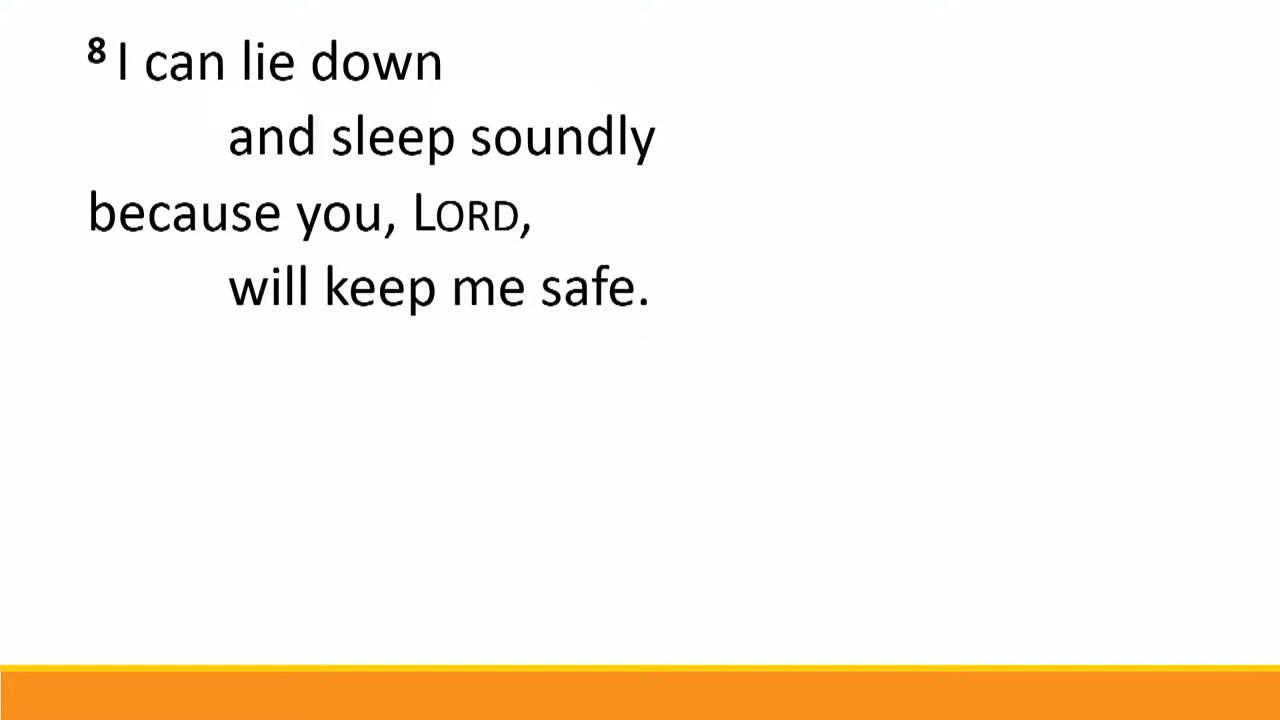 8 I can lie down
and sleep soundly
because you, LORD,
will keep me safe.